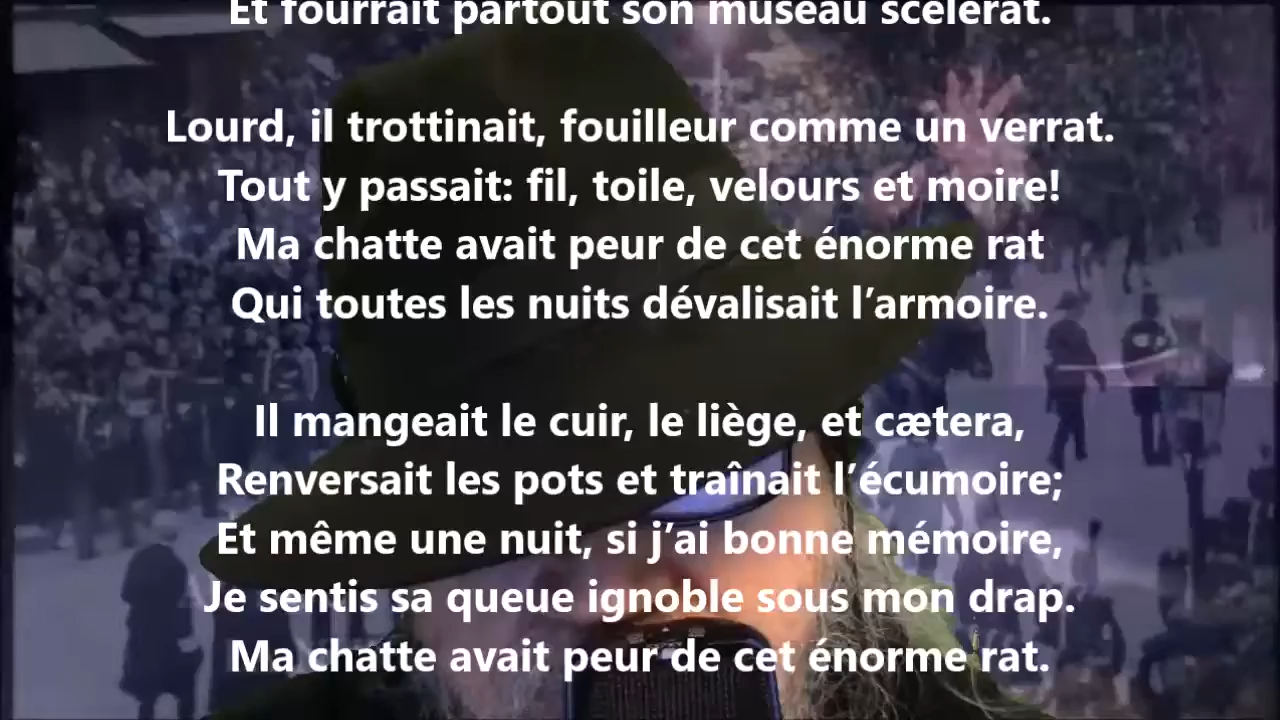 Et fourrait partout son museau scélérat.
Lourd, il trottinait, fouilleur comme un verrat.
Tout y passait: fil, toile, velours et moire!
Ma chatte avait peur de cet énorme rat
Qui toutes les nuits dévalisait l’armoire.
Il mangeait le cuir, le liège, et cætera,
Renversait les pots et traînait l’écumoire;
Et même une nuit, si j’ai bonne mémoire,
Je sentis sa queue ignoble sous mon drap.
Ma chatte avait peur de cet énorme rat.